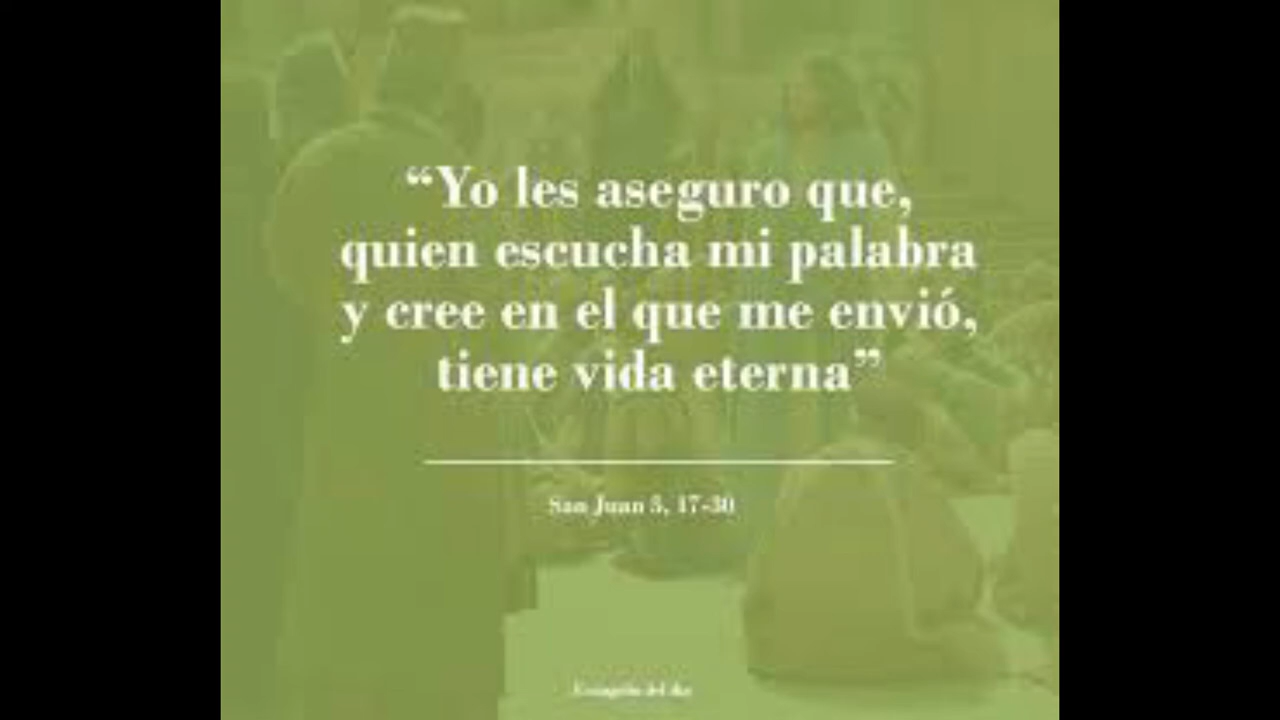 “Yo les aseguro que,
quien escucha mi palabra
y cree en el que me envió,
tiene vida eterna”
San Juan 5, 17-30
Evangelio del día